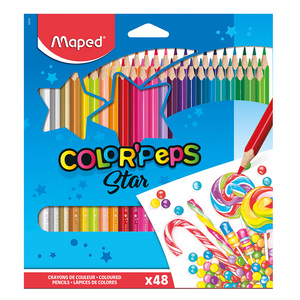 Maped
COLOR'PEPS
Star
CRAYONS DE COULEUR - COLOURED
PENCILS - LÁPICES DE COLORES
x48